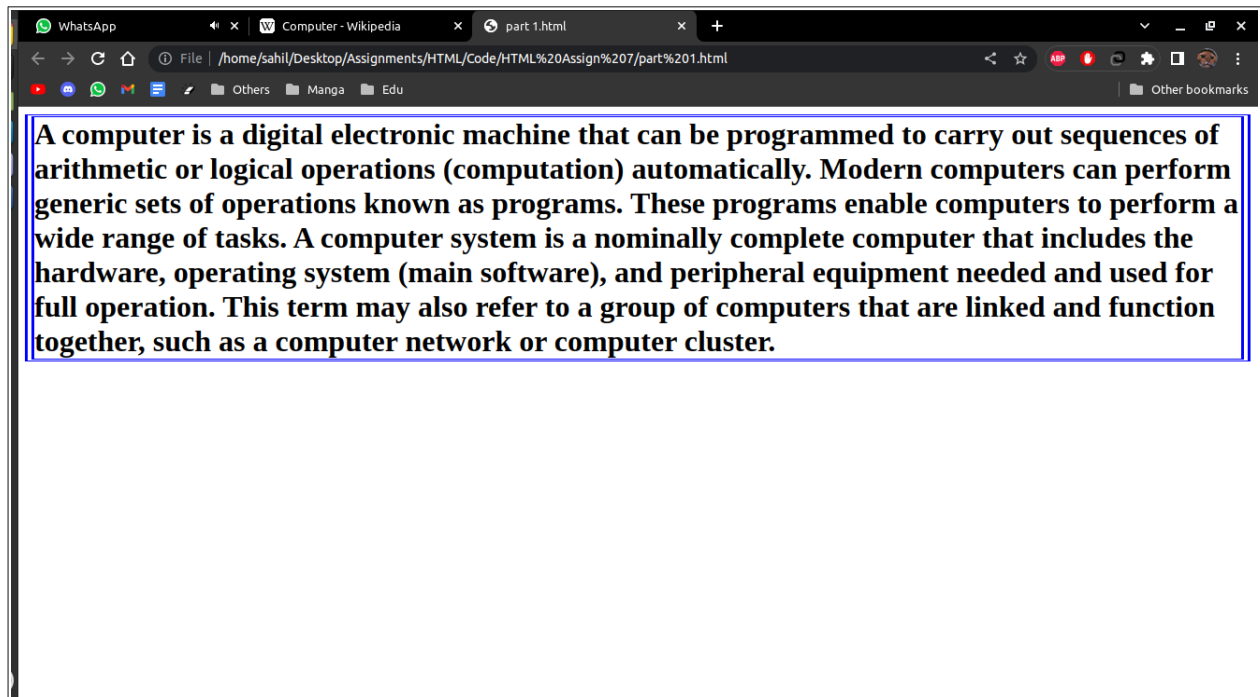 WhatsApp
Computer - Wikipedia
part 1.html
File | /home/sahil/Desktop/Assignments/HTML/Code/HTML%20Assign%207/part%201.html
ABP
Others
Manga
Edu
Other bookmarks
A computer is a digital electronic machine that can be programmed to carry out sequences of
arithmetic or logical operations (computation) automatically. Modern computers can perform
generic sets of operations known as programs. These programs enable computers to perform a
wide range of tasks. A computer system is a nominally complete computer that includes the
hardware, operating system (main software), and peripheral equipment needed and used for
full operation. This term may also refer to a group of computers that are linked and function
together, such as a computer network or computer cluster.